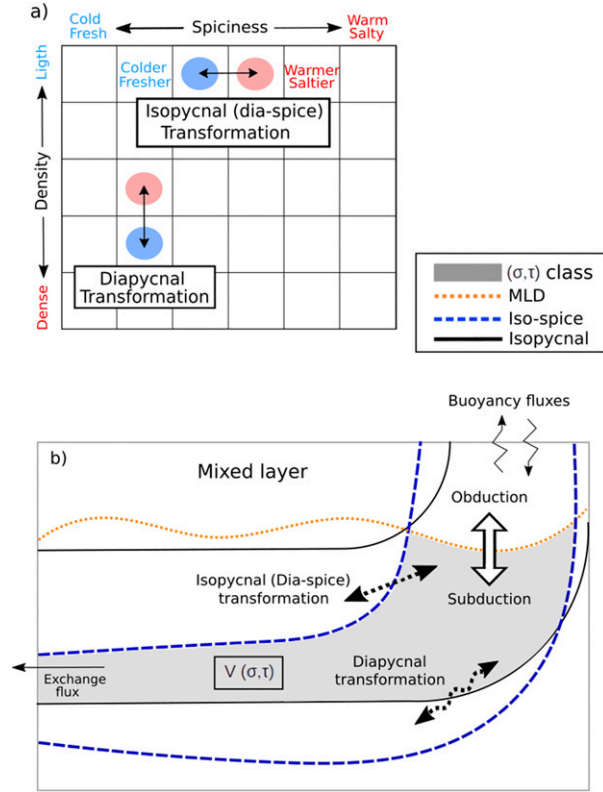 a)
Cold
Fresh
Spiciness
Warm
Salty
Ligth
Density
Dense
Colder
Fresher
Warmer
Saltier
Isopycnal (dia-spice)
Transformation
Diapycnal
Transformation
(σ,τ) class
MLD
Iso-spice
Isopycnal
Buoyancy fluxes
b)
Mixed layer
Obduction
Isopycnal (Dia-spice)
transformation
Subduction
V (σ,τ)
Diapycnal
transformation
Exchange
flux